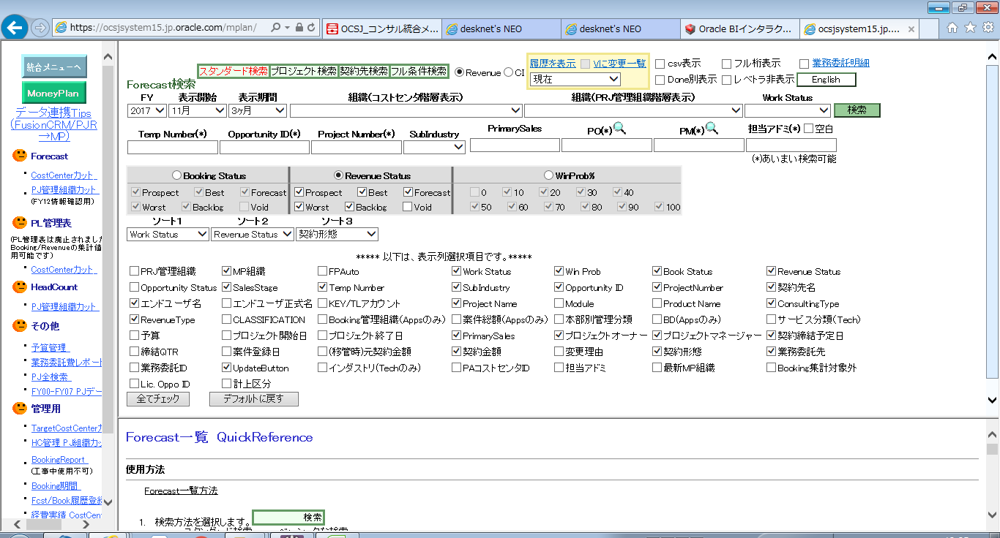 https://ocsjsystem15.jp.oracle.com/mplan/
OCSJ_コンサル統合メ...
desknet's NEO
desknet's NEO
Oracle BIインタラク...
ocsjsystem15.jp....
統合メニューへ
MoneyPlan
データ連携Tips
(FusionCRM/PJR
→MP)
Forecast
CostCenterカット
PJ管理組織カット
(FY12情報確認用)
PL管理表
(PL管理表は廃止されました
Booking/Revenueの集計値
用可能です)
CostCenterカット
HeadCount
PJ管理組織カット
その他
予算管理
業務委託費レポート
PJ全検索
FY00-FY07 PJデー
管理用
TargetCostCenterカ
HC管理 PJ組織カッ
BookingReport
(工事中使用不可)
Booking期間
Fcst/Book履歴登録
経費実績 CostCen
Forecast検索
スタンダード検索 プロジェクト検索 契約先検索 フル条件検索
Revenue CI
履歴を表示 VIに変更一覧
現在
csv表示 フル桁表示 業務委託明細
Done別表示 レベトラ非表示 English
FY 表示開始 表示期間 組織(コストセンタ階層表示) 組織(PRJ管理組織階層表示) Work Status
2017 11月 3ヶ月 検索
Temp Number(*) Opportunity ID(*) Project Number(*) SubIndustry PrimarySales PO(*) PM(*) 担当アドミ(*) 空白
(*)あいまい検索可能
Booking Status Revenue Status WinProb%
Prospect Best Forecast Prospect Best Forecast 0 10 20 30 40
Worst Backlog Void Worst Backlog Void 50 60 70 80 90 100
ソート1 ソート2 ソート3
Work Status Revenue Status 契約形態
***** 以下は、表示列選択項目です。*****
PRJ管理組織 MP組織 FPAuto Work Status Win Prob Book Status Revenue Status
Opportunity Status SalesStage Temp Number SubIndustry Opportunity ID ProjectNumber 契約先名
エンドユーザ名 エンドユーザ正式名 KEY/TLアカウント Project Name Module Product Name ConsultingType
RevenueType CLASSIFICATION Booking管理組織(Appsのみ) 案件総額(Appsのみ) 本部別管理分類 BD(Appsのみ) サービス分類(Tech)
予算 プロジェクト開始日 プロジェクト終了日 PrimarySales プロジェクトオーナー プロジェクトマネージャー 契約締結予定日
締結QTR 案件登録日 (移管時)元契約金額 契約金額 変更理由 契約形態 業務委託先
業務委託ID UpdateButton インダストリ(Techのみ) PAコストセンタID 担当アドミ 最新MP組織 Booking集計対象外
Lic. Oppo ID 計上区分
全てチェック デフォルトに戻す
Forecast一覧 QuickReference
使用方法
Forecast一覧方法
1. 検索方法を選択します。 検索